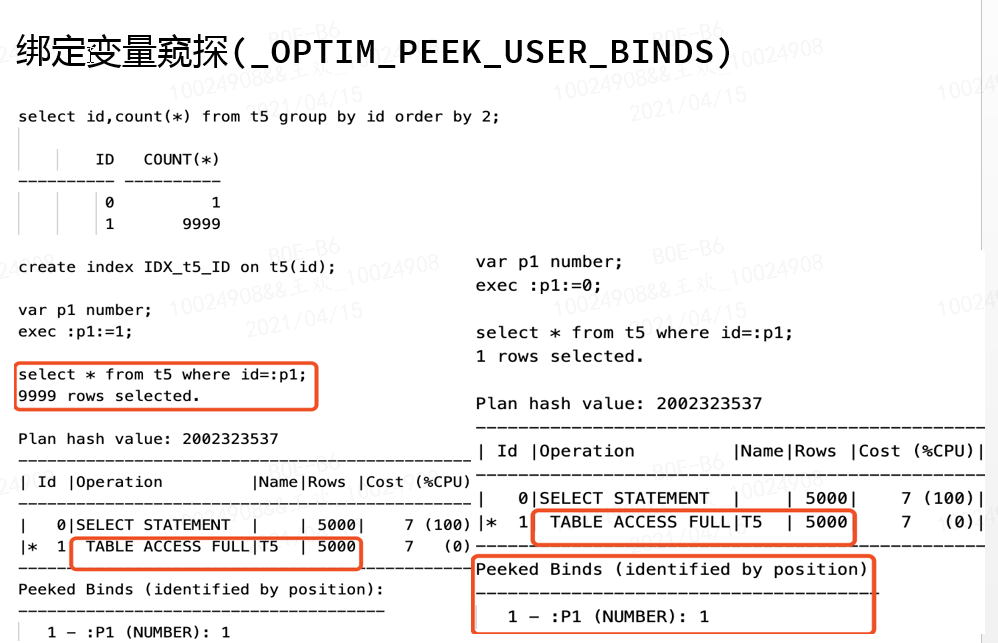 绑定变量窥探(_OPTIM_PEEK_USER_BINDS)
select id,count(*) from t5 group by id order by 2;
ID COUNT(*)
---------- ----------
0 1
1 9999
create index IDX_t5_ID on t5(id);
var p1 number;
exec :p1:=1;
select * from t5 where id=:p1;
9999 rows selected.
Plan hash value: 2002323537
| Id |Operation |Name|Rows |Cost (%CPU)
| 0|SELECT STATEMENT | | 5000| 7 (100)
|* 1 TABLE ACCESS FULL|T5 | 5000 7 (0)
Peeked Binds (identified by position):
--------------------------------------
1 - :P1 (NUMBER): 1
var p1 number;
exec :p1:=0;
select * from t5 where id=:p1;
1 rows selected.
Plan hash value: 2002323537
| Id |Operation |Name|Rows |Cost (%CPU)|
| 0|SELECT STATEMENT | | 5000| 7 (100)|
|* 1 TABLE ACCESS FULL|T5 | 5000 7 (0)|
Peeked Binds (identified by position)
1 - :P1 (NUMBER): 1
BOE-B6
10024908&&王欢_10024908
2021/04/15